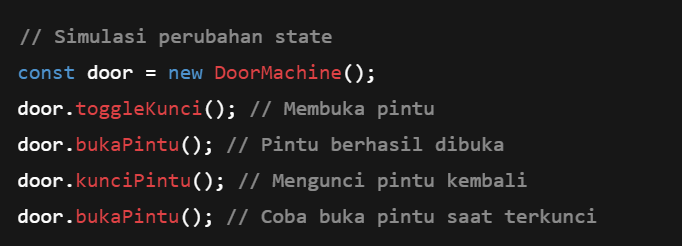 // Simulasi perubahan state
const door = new DoorMachine();
door.toggleKunci(); // Membuka pintu
door.bukaPintu(); // Pintu berhasil dibuka
door.kunciPintu(); // Mengunci pintu kembali
door.bukaPintu(); // Coba buka pintu saat terkunci